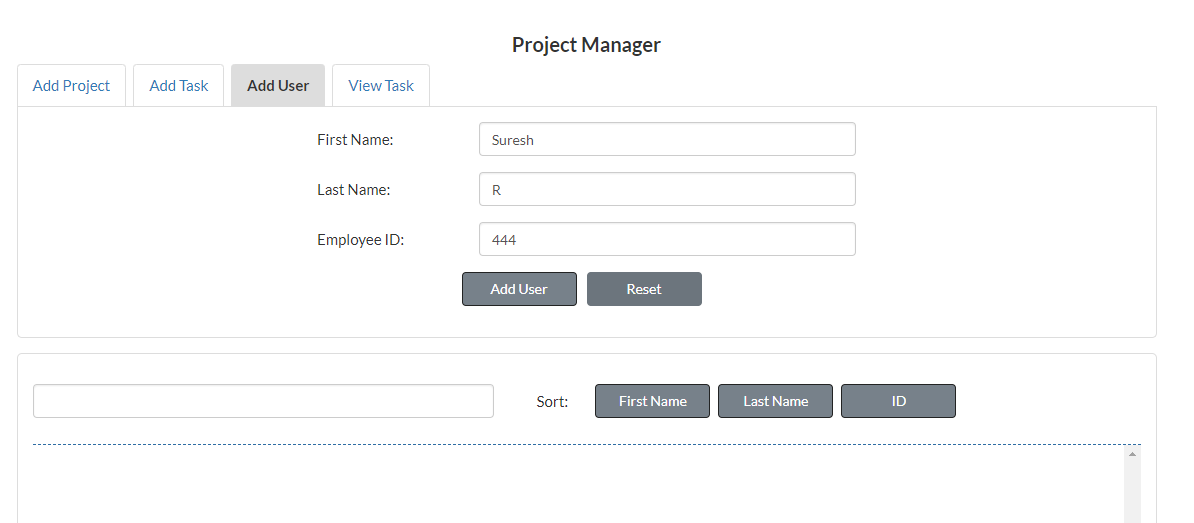 Project Manager
Add Project Add Task Add User View Task
First Name: Suresh
Last Name: R
Employee ID: 444
Add User Reset
Sort: First Name Last Name ID